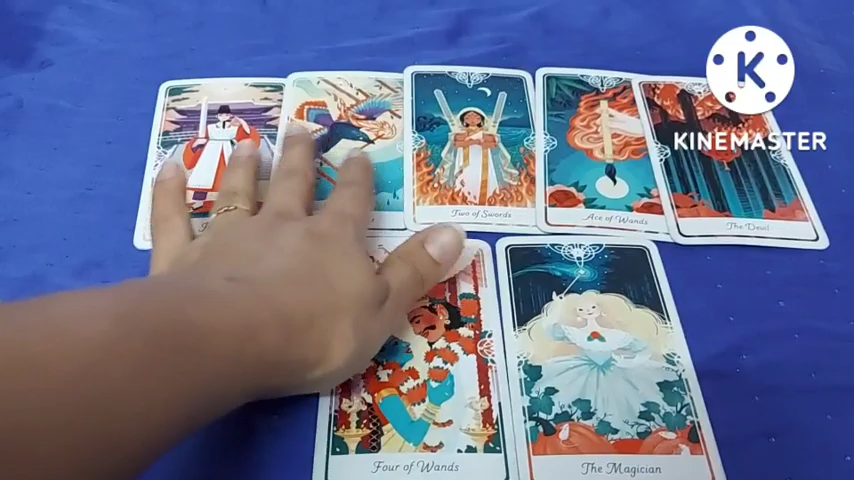 K
KINEMASTER
Two of Swords
Ace of Wands
The Devil
Four of Wands
The Magician